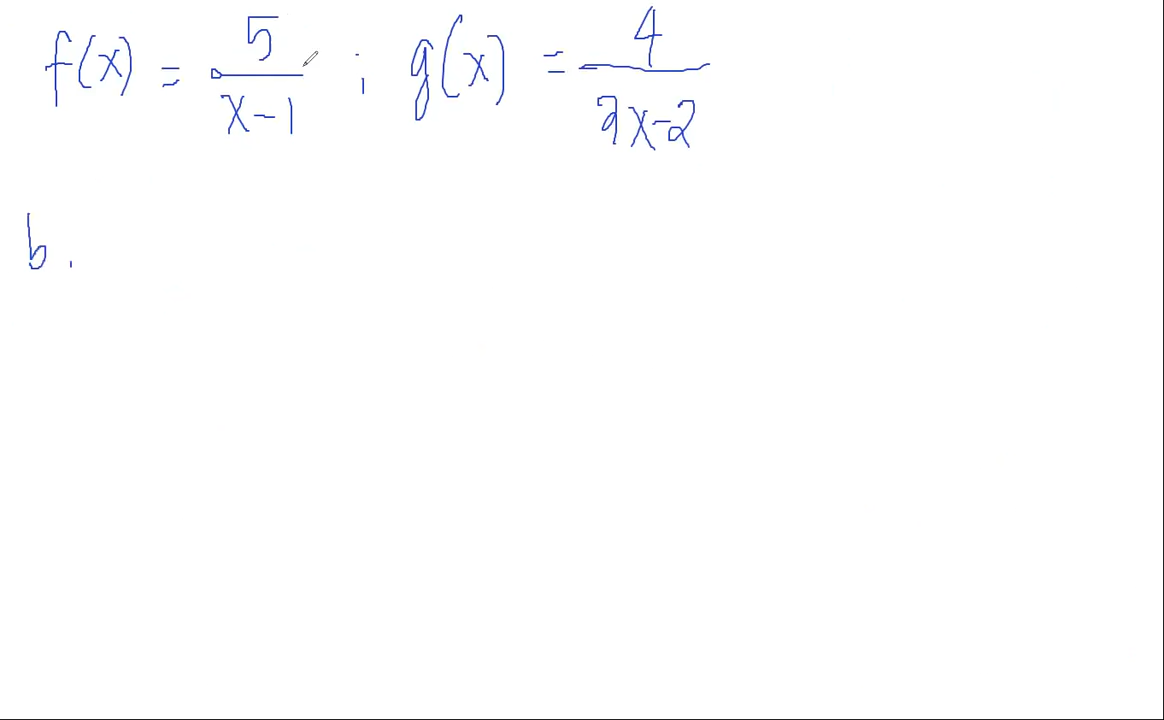 f(x) = 5/(x-1) ; g(x) = 4/(2x-2)
b.